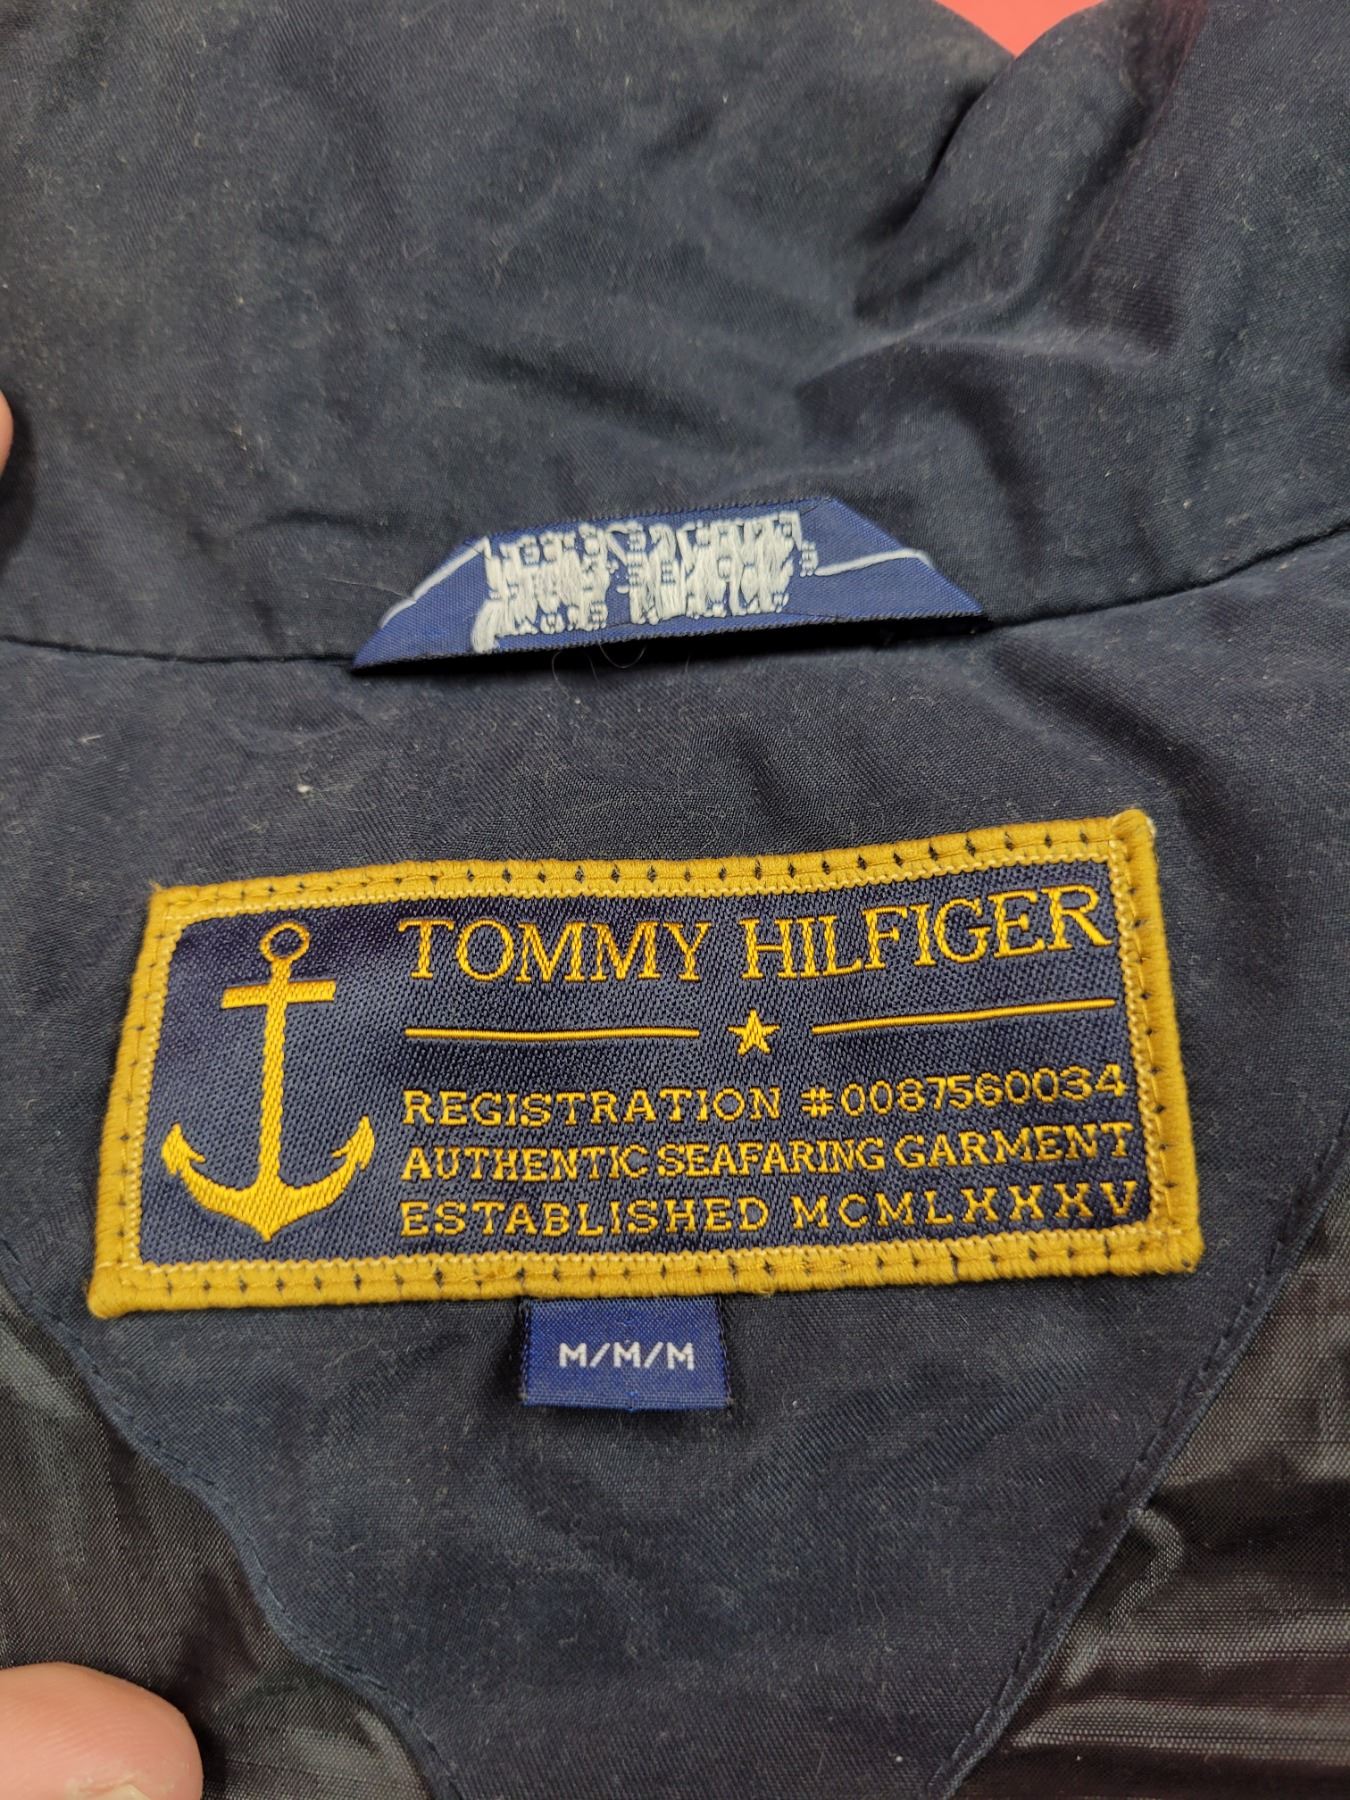 TOMMY HILFIGER
REGISTRATION #0087560034
AUTHENTIC SEAFARING GARMENT
ESTABLISHED MCMLXXXV
M/M/M